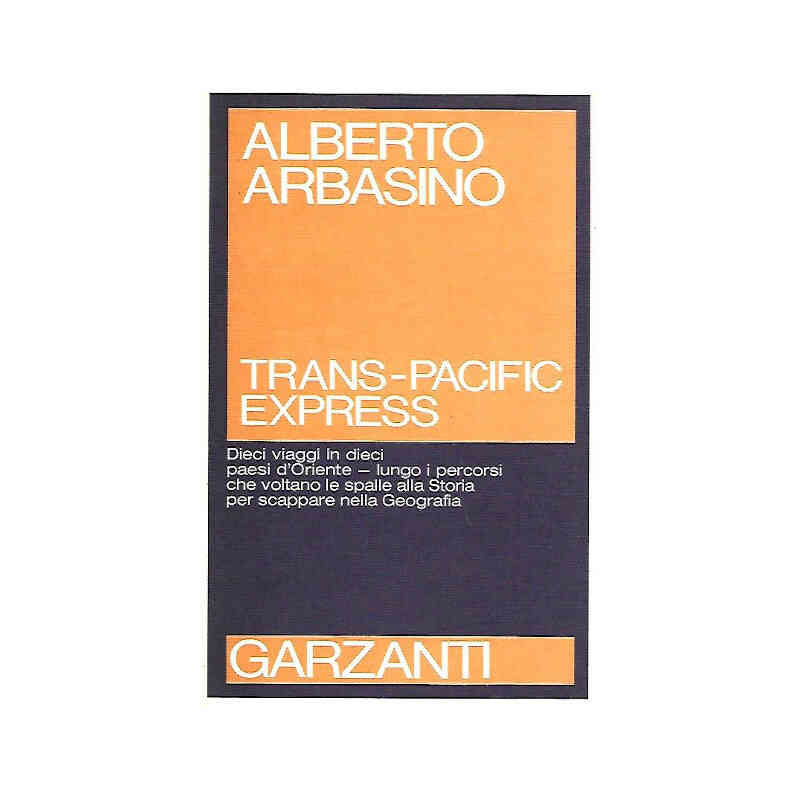 ALBERTO
ARBASINO
TRANS-PACIFIC
EXPRESS
Dieci viaggi in dieci
paesi d'Oriente – lungo i percorsi
che voltano le spalle alla Storia
per scappare nella Geografia
GARZANTI